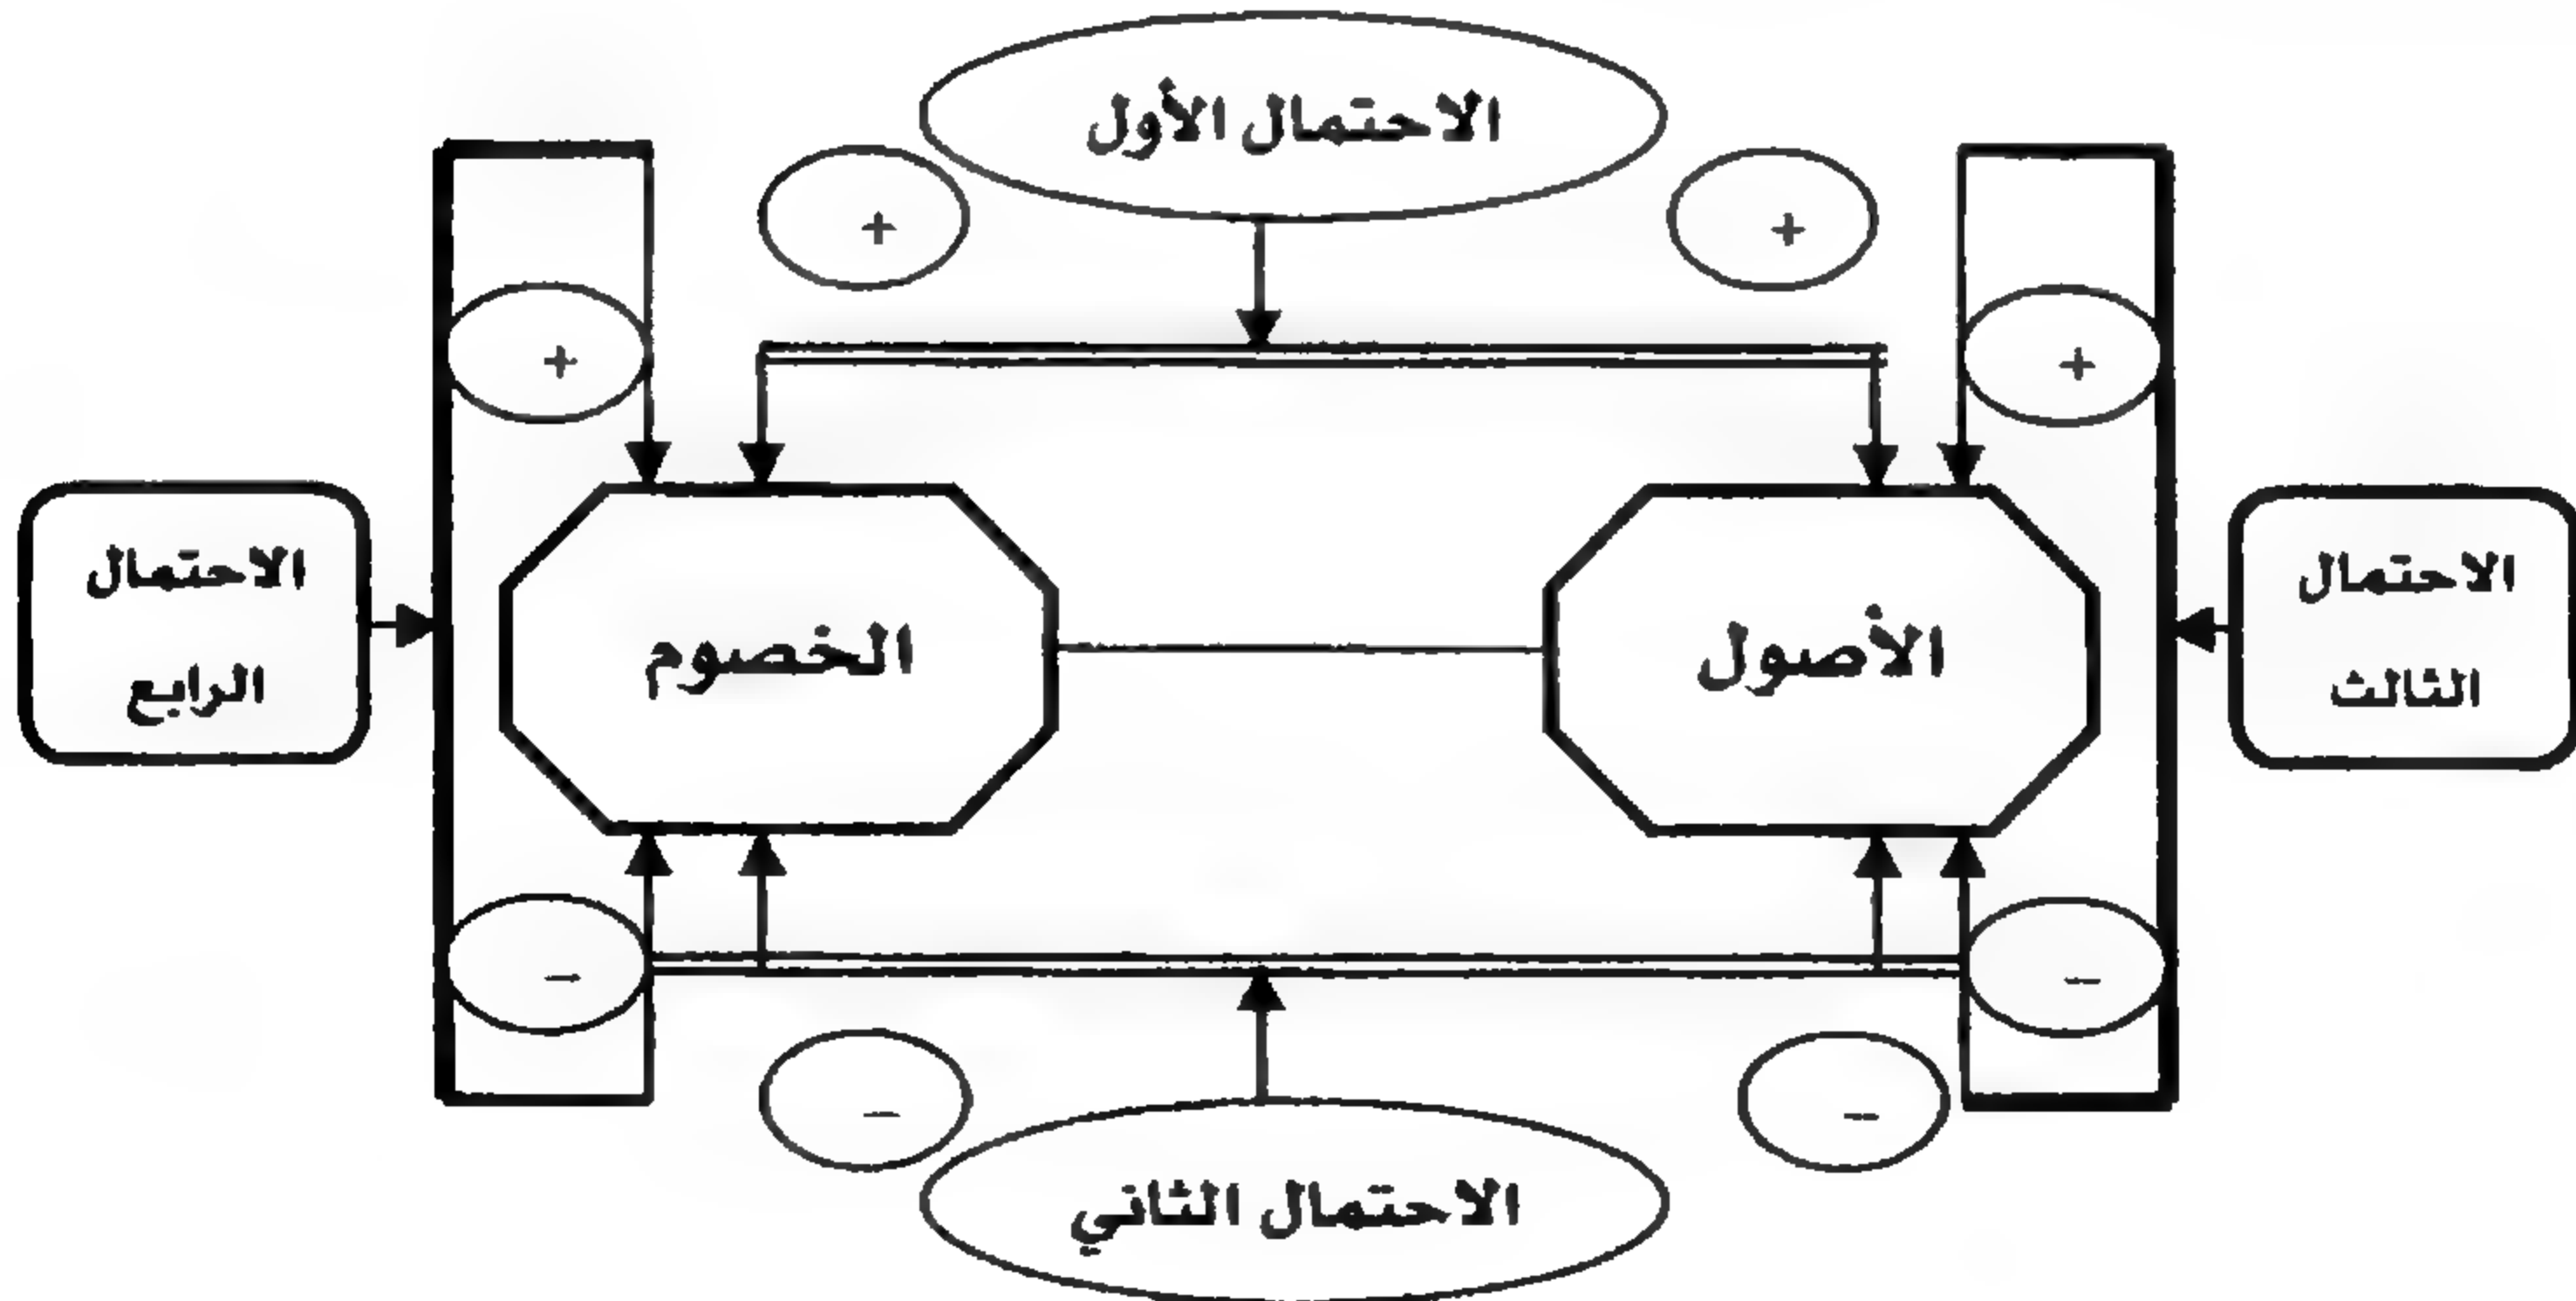 الاحتمال الأول
+
+
+
+
الاحتمال
الثالث
الأصول
الخصوم
الاحتمال
الرابع
−
−
−
−
الاحتمال الثاني